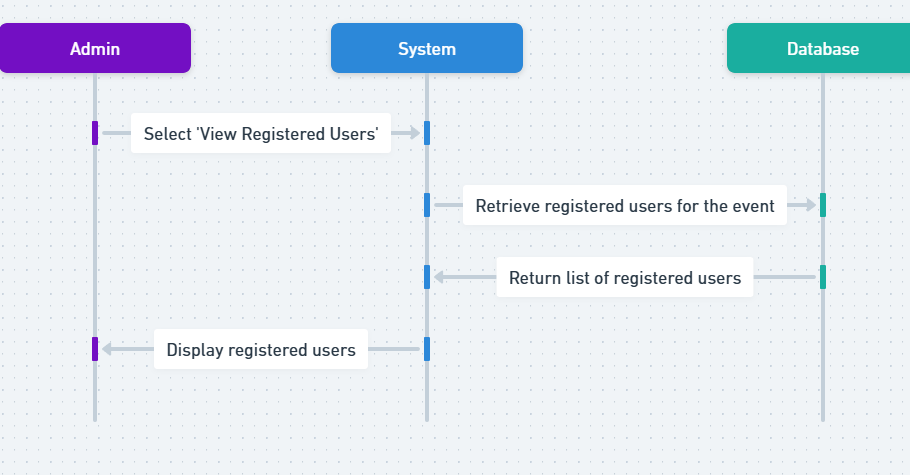 Admin
System
Database
Select 'View Registered Users'
Retrieve registered users for the event
Return list of registered users
Display registered users